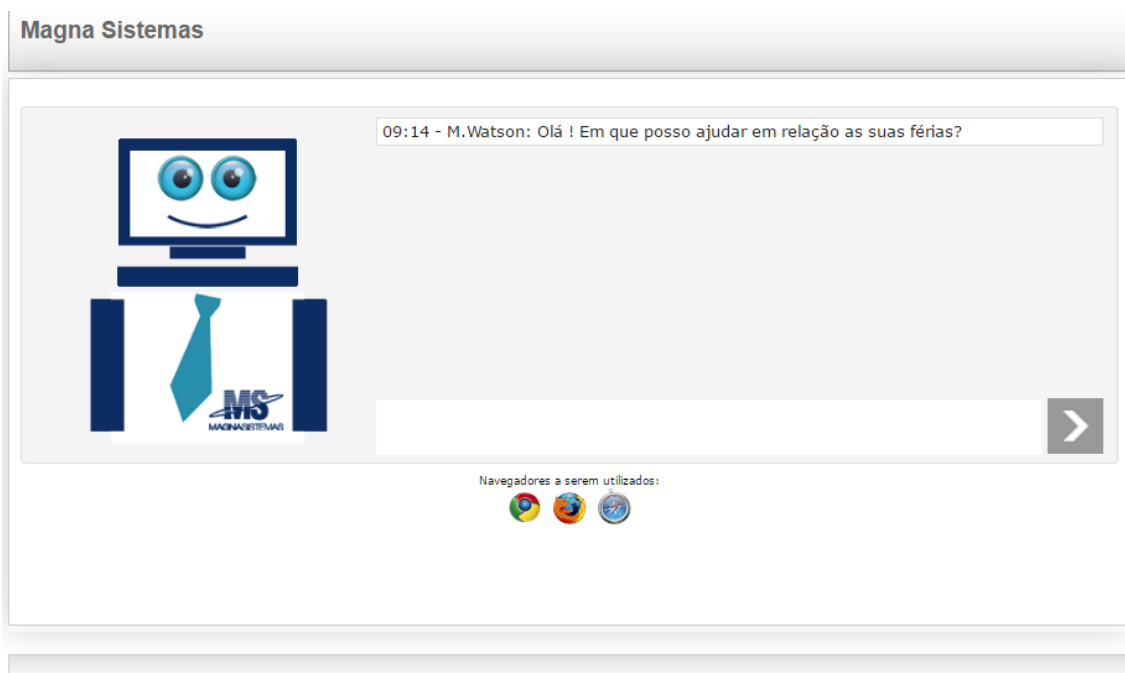 Magna Sistemas
09:14 - M.Watson: Olá ! Em que posso ajudar em relação as suas férias?
MS
MAGNASISTEMAS
Navegadores a serem utilizados: